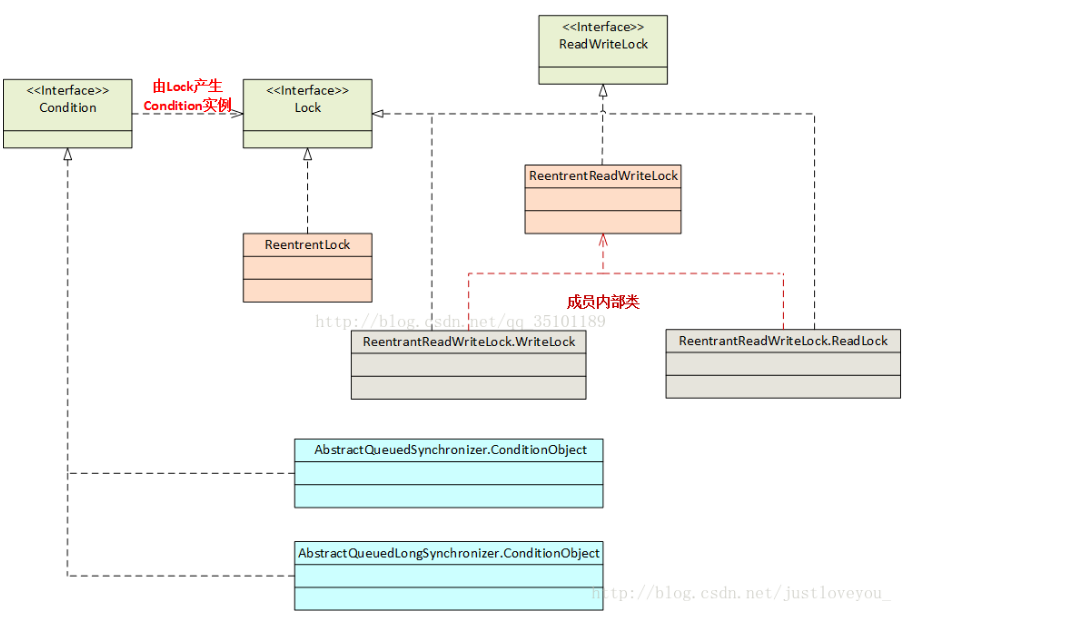 <<Interface>>
ReadWriteLock
<<Interface>>
Condition
由Lock产生
Condition实例
<<Interface>>
Lock
ReentrentReadWriteLock
ReentrentLock
成员内部类
http://blog.csdn.net/qq_35101189
ReentrantReadWriteLock.WriteLock
ReentrantReadWriteLock.ReadLock
AbstractQueuedSynchronizer.ConditionObject
AbstractQueuedLongSynchronizer.ConditionObject
http://blog.csdn.net/justloveyou_